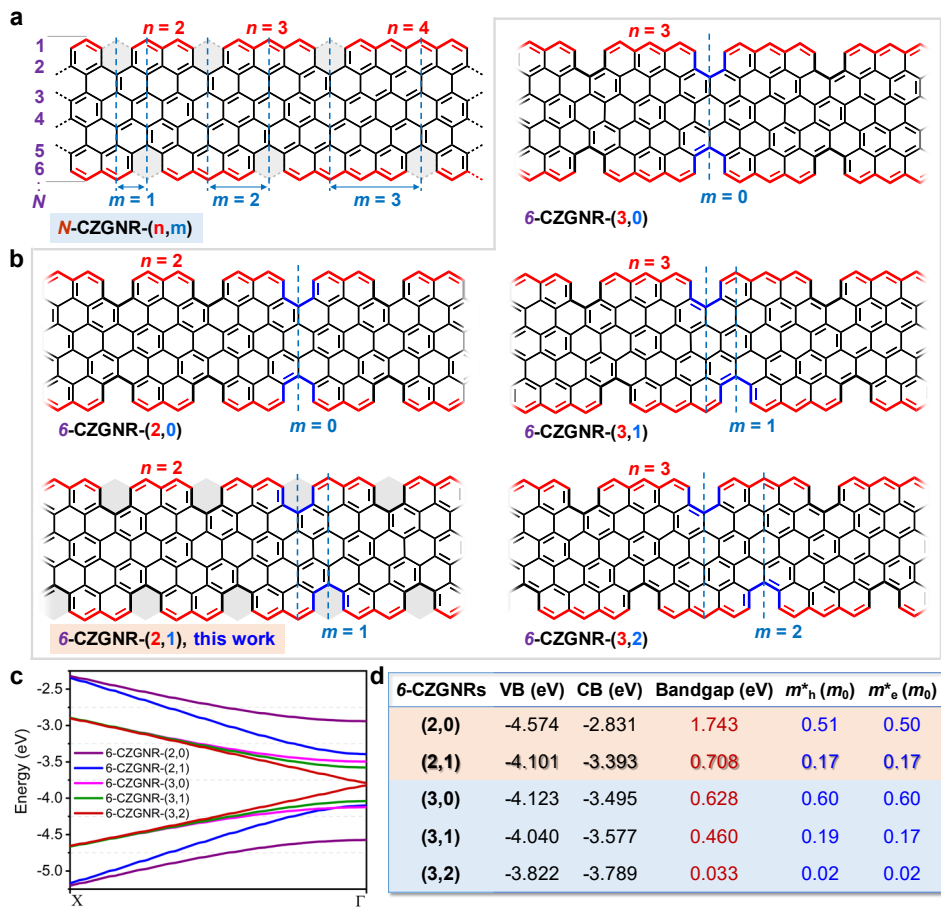 a
n = 2 n = 3 n = 4
1
2
3
4
5
6
⋮
N
m = 1 m = 2 m = 3
N-CZGNR-(n,m)
n = 3
m = 0
6-CZGNR-(3,0)
b
n = 2
m = 0
6-CZGNR-(2,0)
n = 3
m = 1
6-CZGNR-(3,1)
n = 2
m = 1
6-CZGNR-(2,1), this work
n = 3
m = 2
6-CZGNR-(3,2)
c
Energy (eV)
-2.5
-3.0
-3.5
-4.0
-4.5
-5.0
6-CZGNR-(2,0)
6-CZGNR-(2,1)
6-CZGNR-(3,0)
6-CZGNR-(3,1)
6-CZGNR-(3,2)
X Γ
d
6-CZGNRs VB (eV) CB (eV) Bandgap (eV) m*h (m0) m*e (m0)
(2,0) -4.574 -2.831 1.743 0.51 0.50
(2,1) -4.101 -3.393 0.708 0.17 0.17
(3,0) -4.123 -3.495 0.628 0.60 0.60
(3,1) -4.040 -3.577 0.460 0.19 0.17
(3,2) -3.822 -3.789 0.033 0.02 0.02